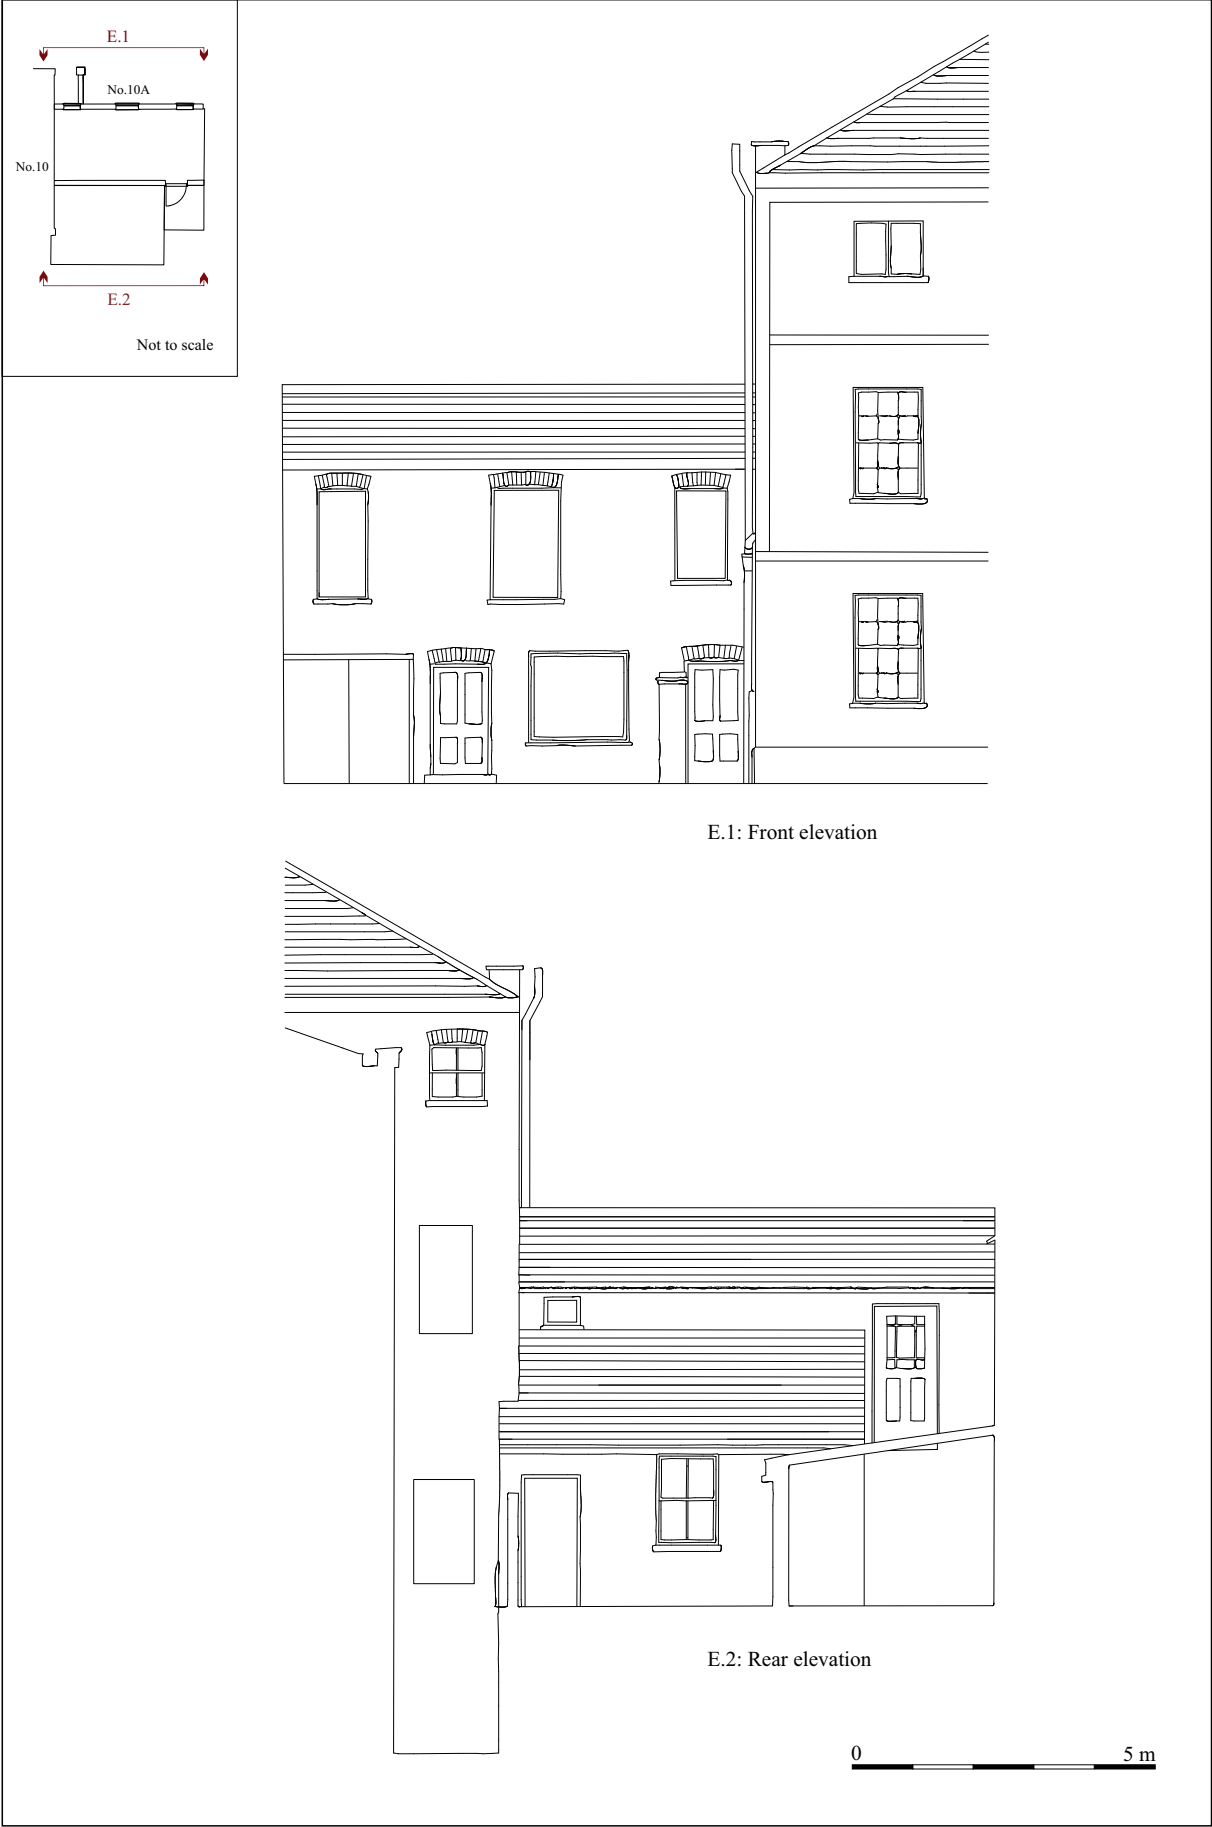 E.1
No.10A
No.10
E.2
Not to scale
E.1: Front elevation
E.2: Rear elevation
0 5 m